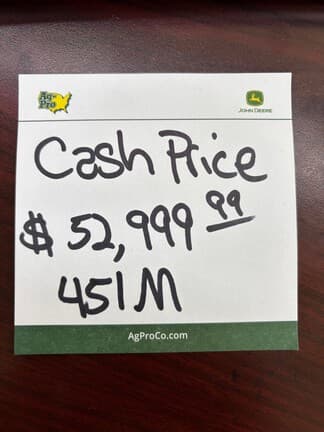 Ag-
Pro
JOHN DEERE
Cash Price
$ 52,999 99
451M
AgProCo.com